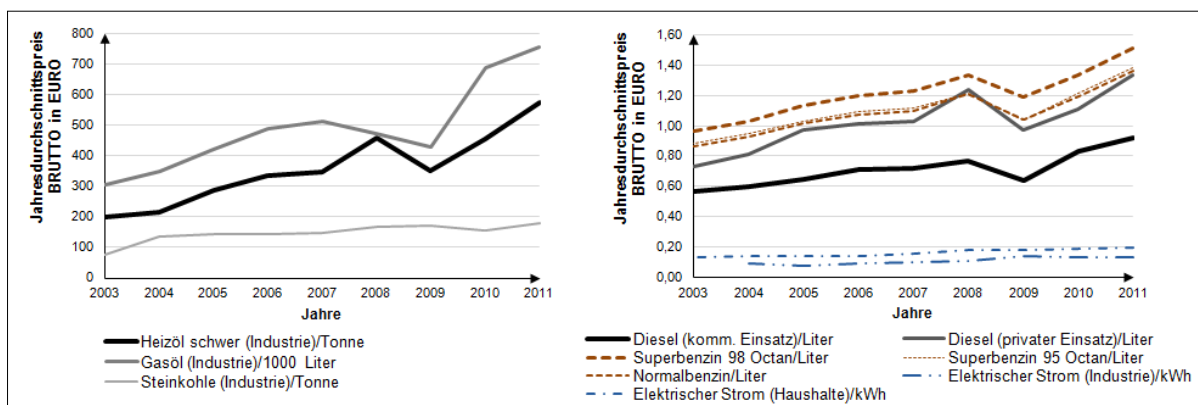 Jahresdurchschnittspreis
BRUTTO in EURO
800
700
600
500
400
300
200
100
0
2003 2004 2005 2006 2007 2008 2009 2010 2011
Jahre
Heizöl schwer (Industrie)/Tonne
Gasöl (Industrie)/1000 Liter
Steinkohle (Industrie)/Tonne
Jahresdurchschnittspreis
BRUTTO in EURO
1,60
1,40
1,20
1,00
0,80
0,60
0,40
0,20
0,00
2003 2004 2005 2006 2007 2008 2009 2010 2011
Jahre
Diesel (komm. Einsatz)/Liter
Diesel (privater Einsatz)/Liter
Superbenzin 98 Octan/Liter
Superbenzin 95 Octan/Liter
Normalbenzin/Liter
Elektrischer Strom (Industrie)/kWh
Elektrischer Strom (Haushalte)/kWh